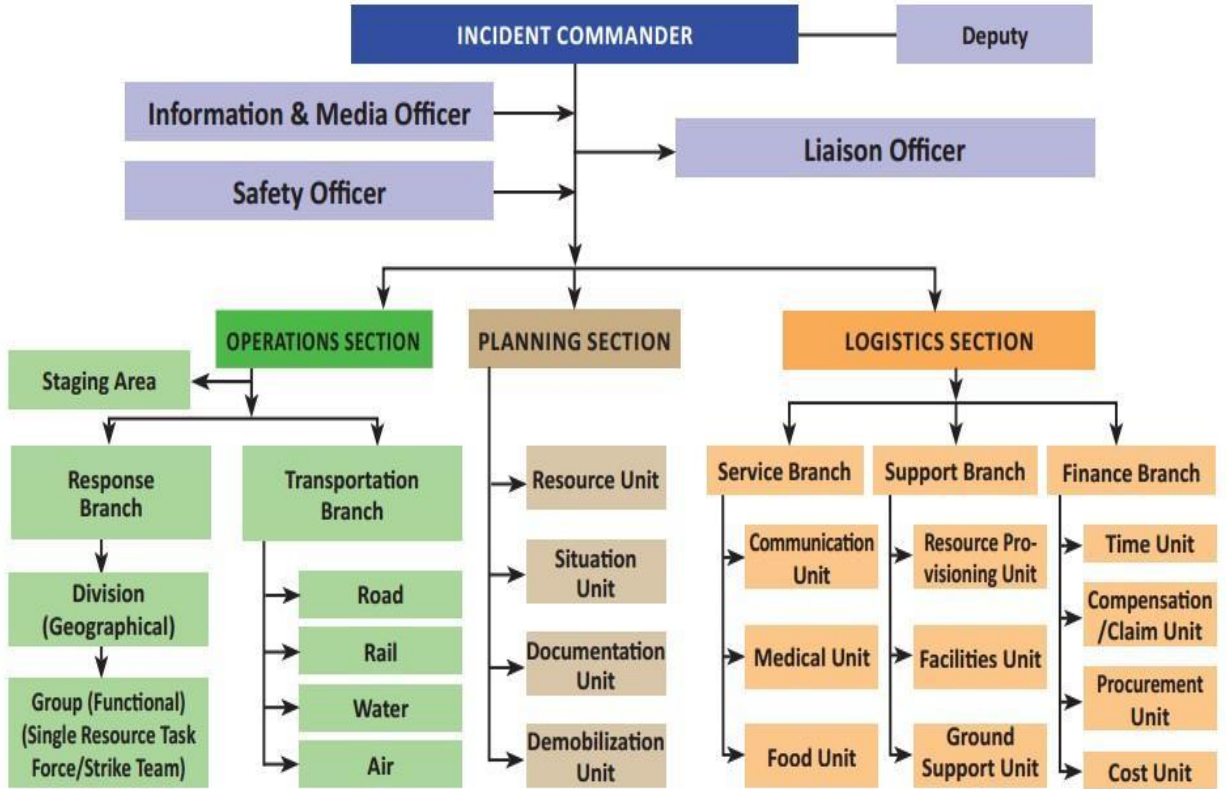 INCIDENT COMMANDER
Deputy
Information & Media Officer
Liaison Officer
Safety Officer
OPERATIONS SECTION
PLANNING SECTION
LOGISTICS SECTION
Staging Area
Response
Branch
Transportation
Branch
Division
(Geographical)
Group (Functional)
(Single Resource Task
Force/Strike Team)
Road
Rail
Water
Air
Resource Unit
Situation
Unit
Documentation
Unit
Demobilization
Unit
Service Branch
Communication
Unit
Medical Unit
Food Unit
Support Branch
Resource Pro-
visioning Unit
Facilities Unit
Ground
Support Unit
Finance Branch
Time Unit
Compensation
/Claim Unit
Procurement
Unit
Cost Unit